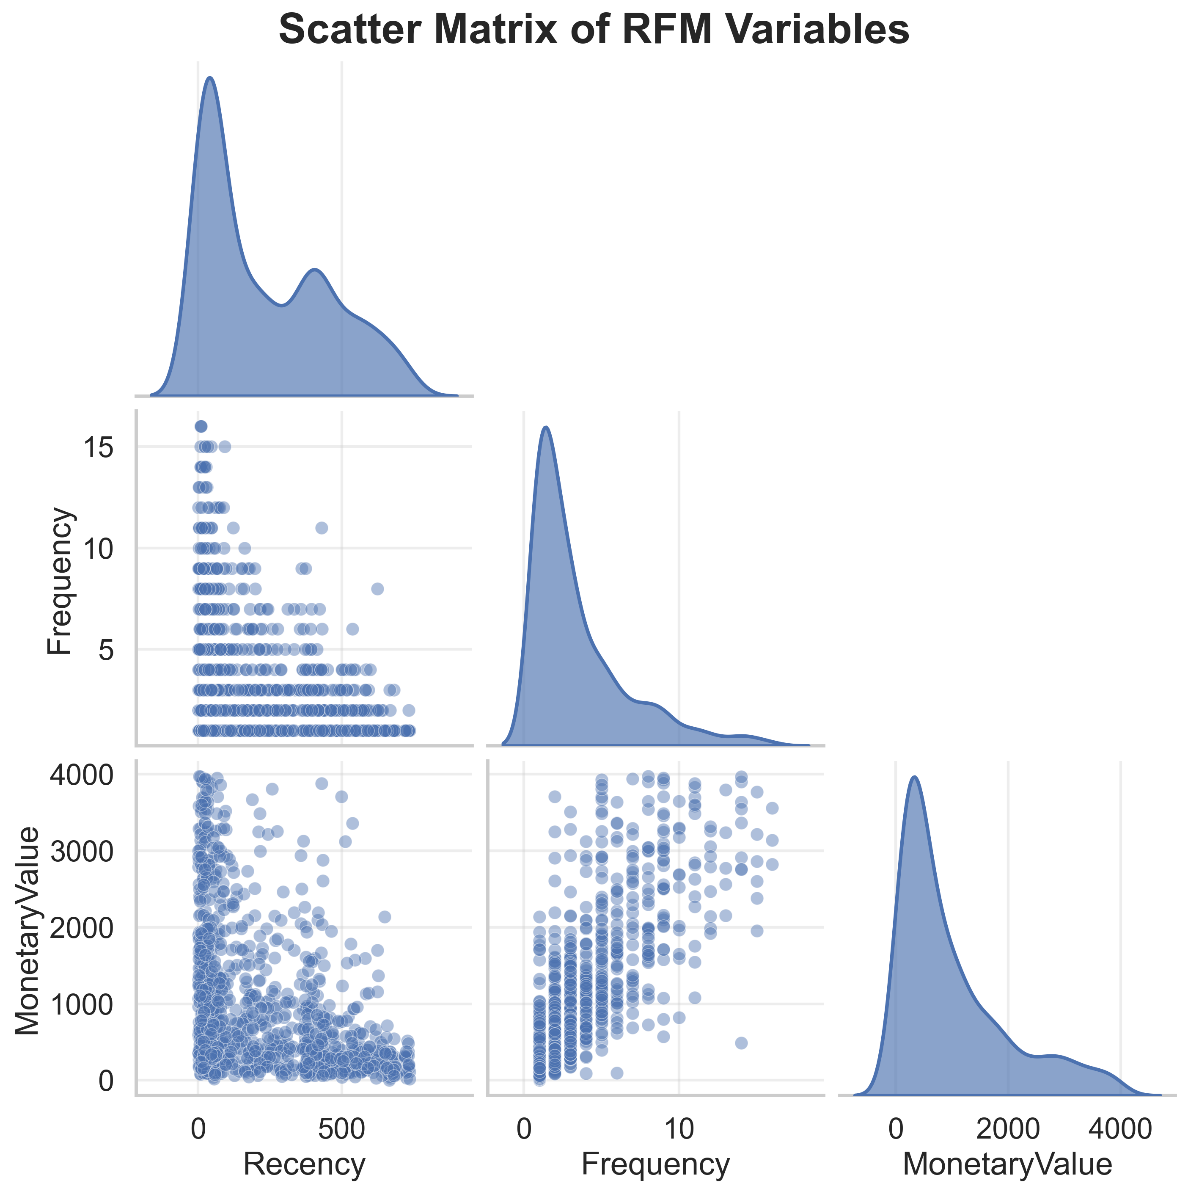 Scatter Matrix of RFM Variables
Frequency
15
10
5
MonetaryValue
4000
3000
2000
1000
0
0 500
Recency
0 10
Frequency
0 2000 4000
MonetaryValue